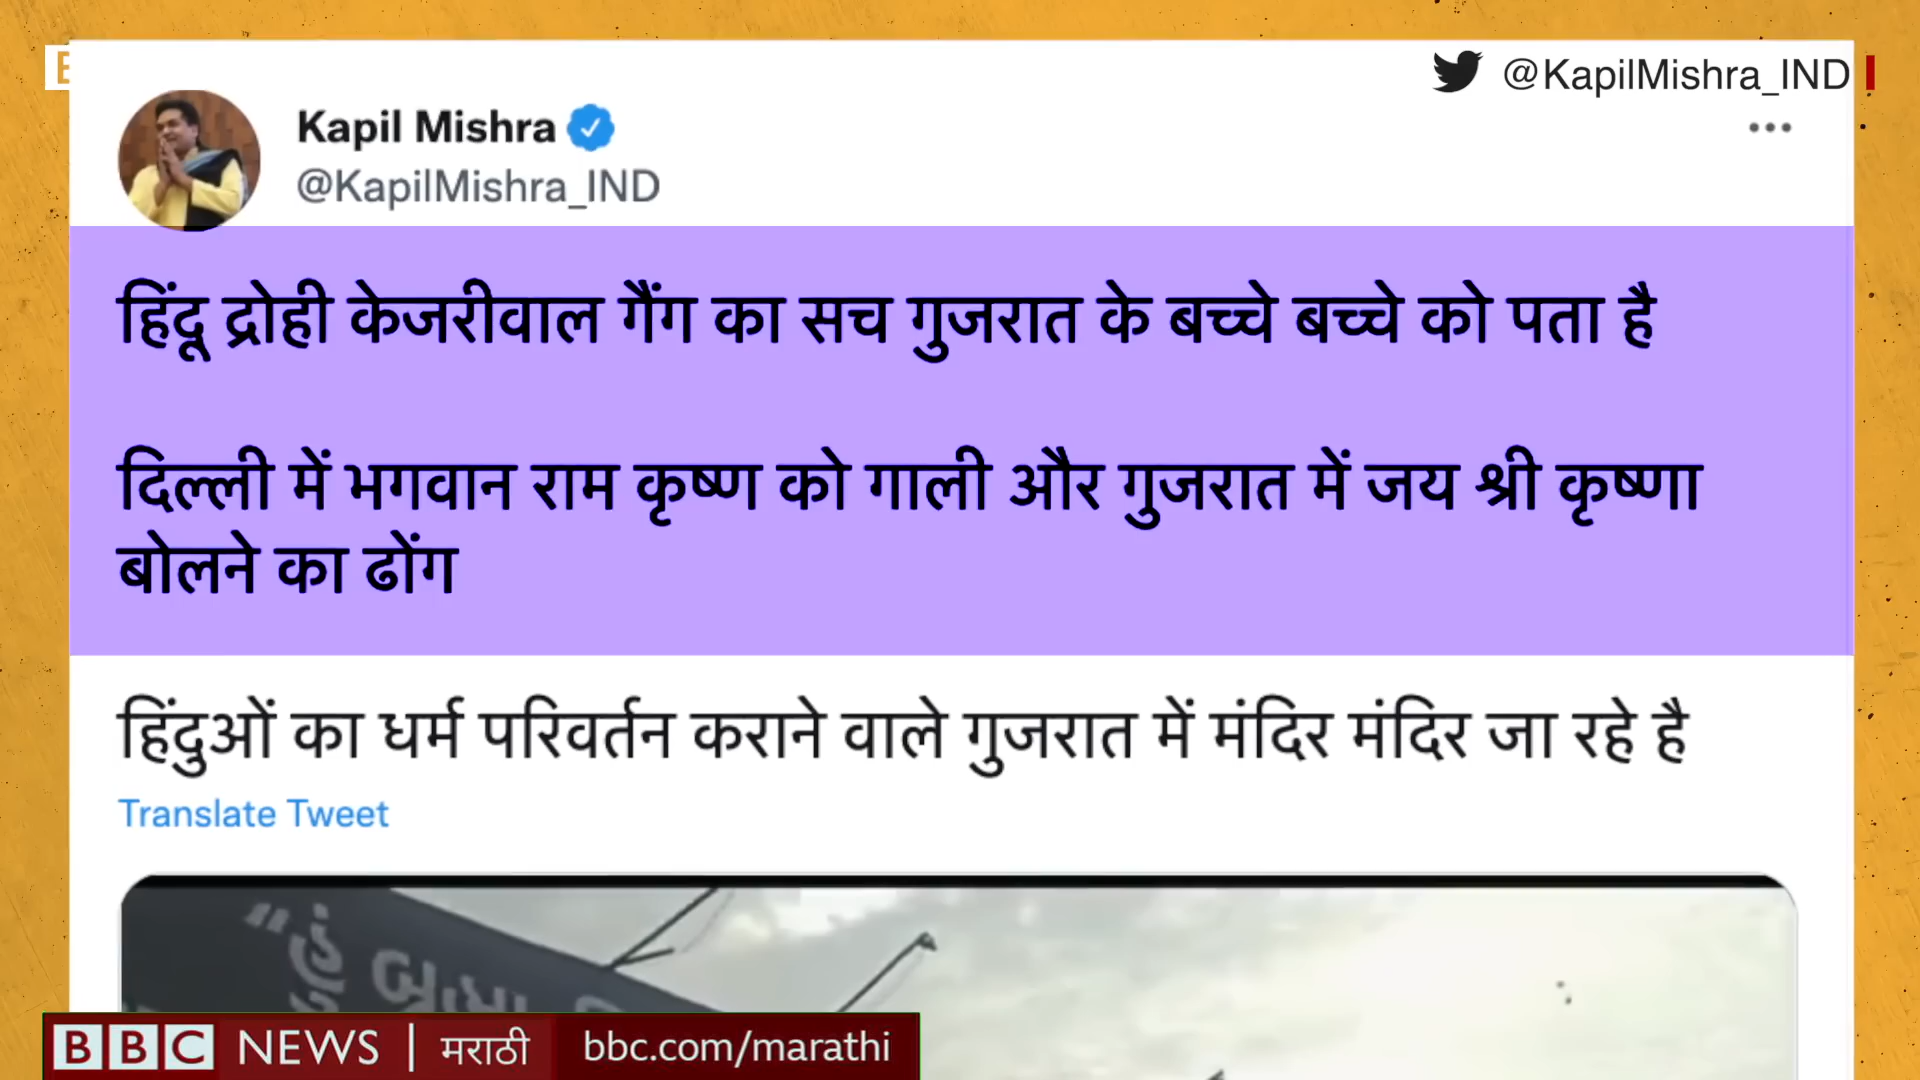 @KapilMishra_IND
Kapil Mishra
@KapilMishra_IND
हिंदू द्रोही केजरीवाल गैंग का सच गुजरात के बच्चे बच्चे को पता है
दिल्ली में भगवान राम कृष्ण को गाली और गुजरात में जय श्री कृष्णा
बोलने का ढोंग
हिंदुओं का धर्म परिवर्तन कराने वाले गुजरात में मंदिर मंदिर जा रहे है
Translate Tweet
"હું
BBC NEWS | मराठी bbc.com/marathi